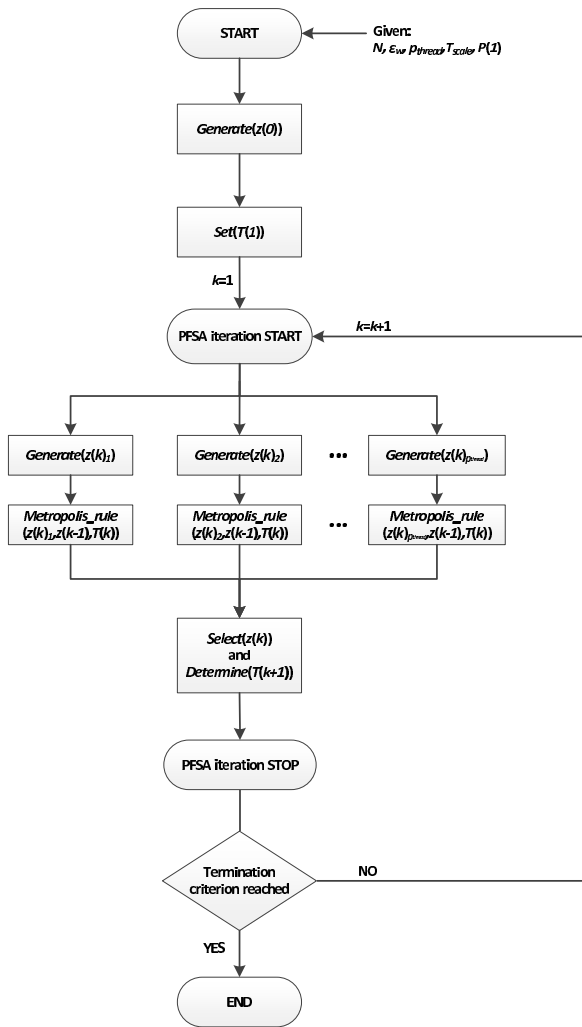 START
Given:
N, εw, pthread, Tscale, P(1)
Generate(z(0))
Set(T(1))
k=1
PFSA iteration START
k=k+1
Generate(z(k)1)
Generate(z(k)2)
•••
Generate(z(k)pthread)
Metropolis_rule
(z(k)1,z(k-1),T(k))
Metropolis_rule
(z(k)2,z(k-1),T(k))
•••
Metropolis_rule
(z(k)pthread,z(k-1),T(k))
Select(z(k))
and
Determine(T(k+1))
PFSA iteration STOP
Termination
criterion reached
NO
YES
END